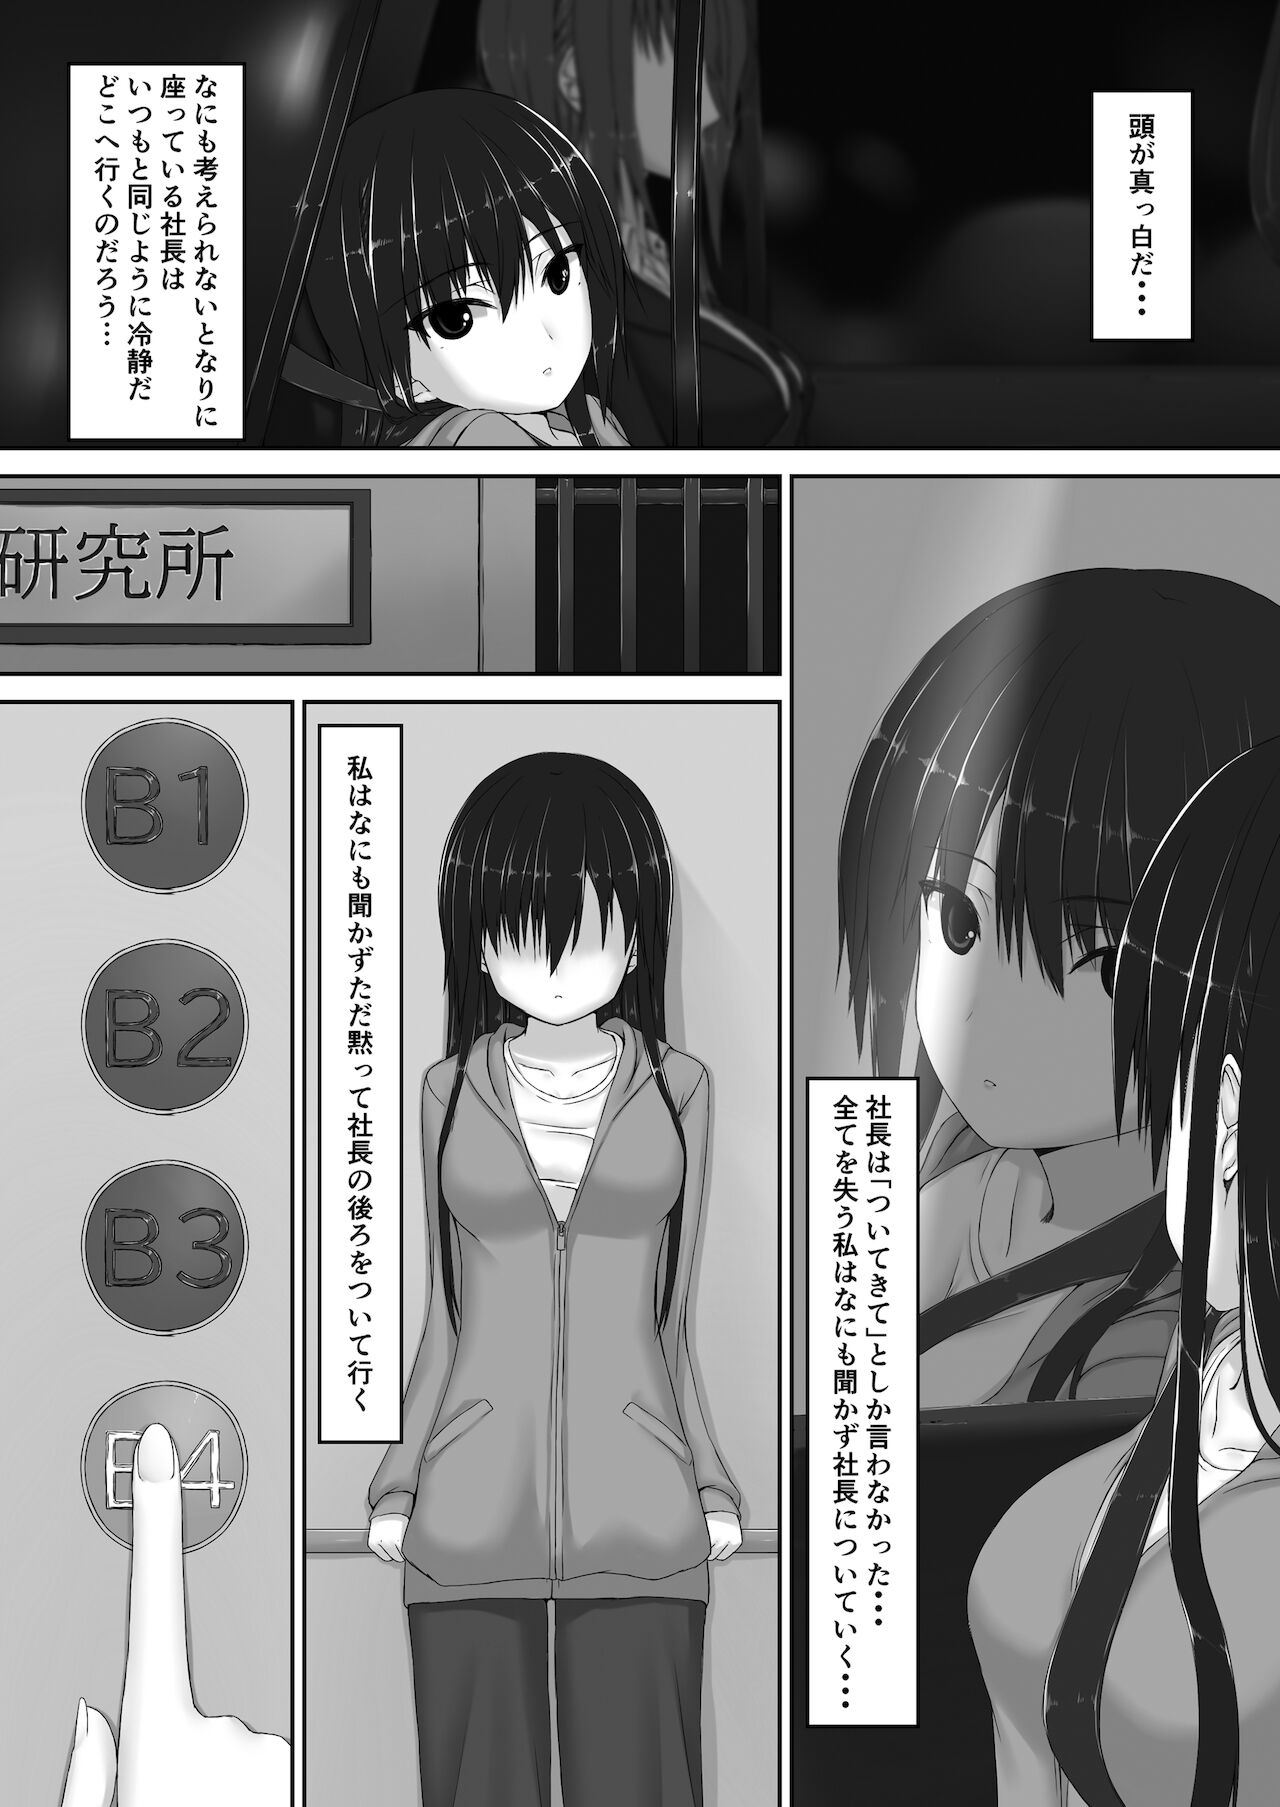 頭が真っ白だ・・・
なにも考えられないとなりに
座っている社長は
いつもと同じように冷静だ
どこへ行くのだろう…
社長は「ついてきて」としか言わなかった・・・
全てを失う私はなにも聞かず社長についていく・・・
研究所
私はなにも聞かずただ黙って社長の後ろをついて行く
B1
B2
B3
B4